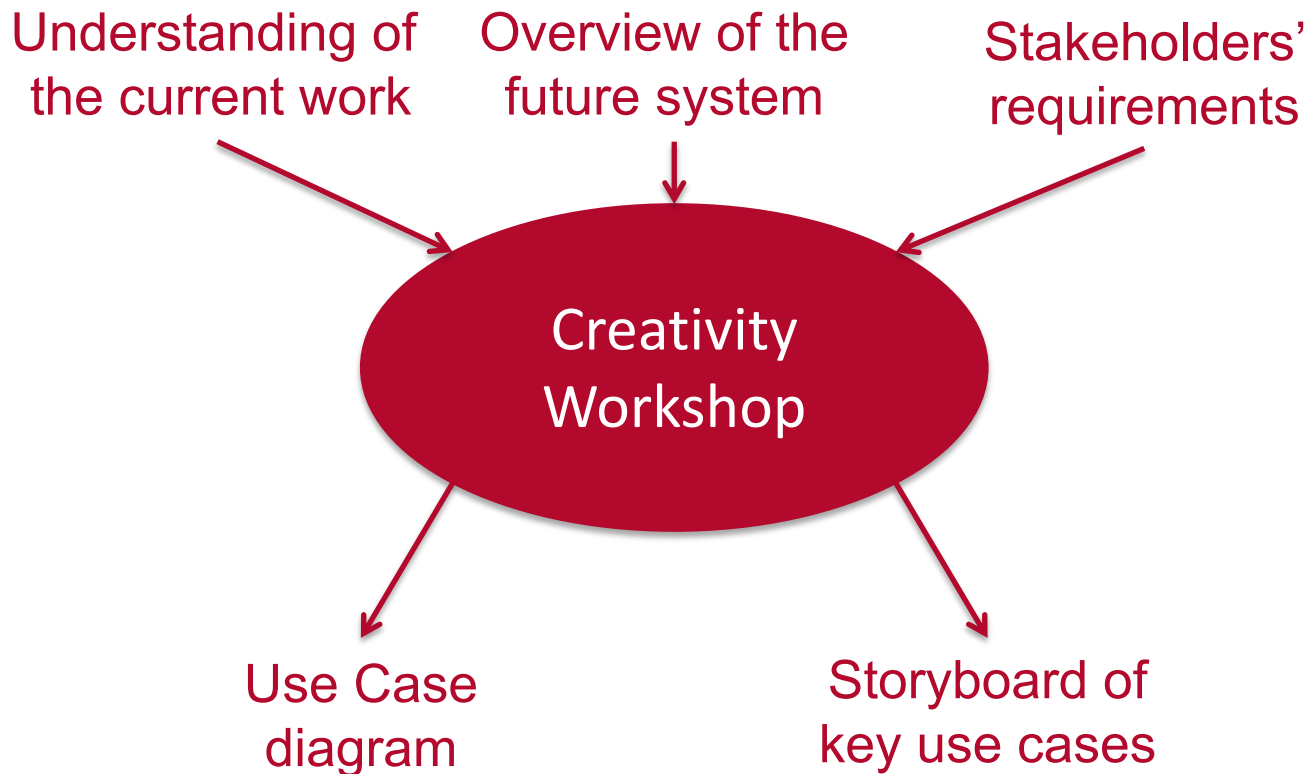 Understanding of
the current work
Overview of the
future system
Stakeholders’
requirements
Creativity
Workshop
Use Case
diagram
Storyboard of
key use cases